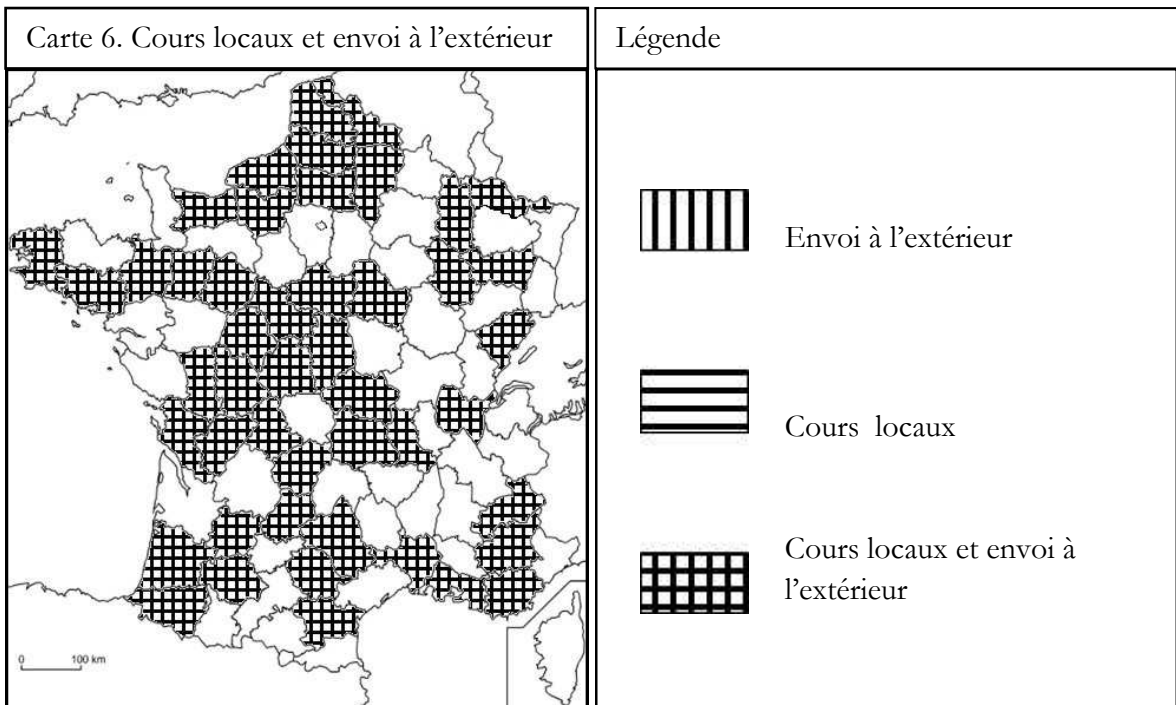 Carte 6. Cours locaux et envoi à l’extérieur
Légende
Envoi à l’extérieur
Cours locaux
Cours locaux et envoi à
l’extérieur
0 100 km